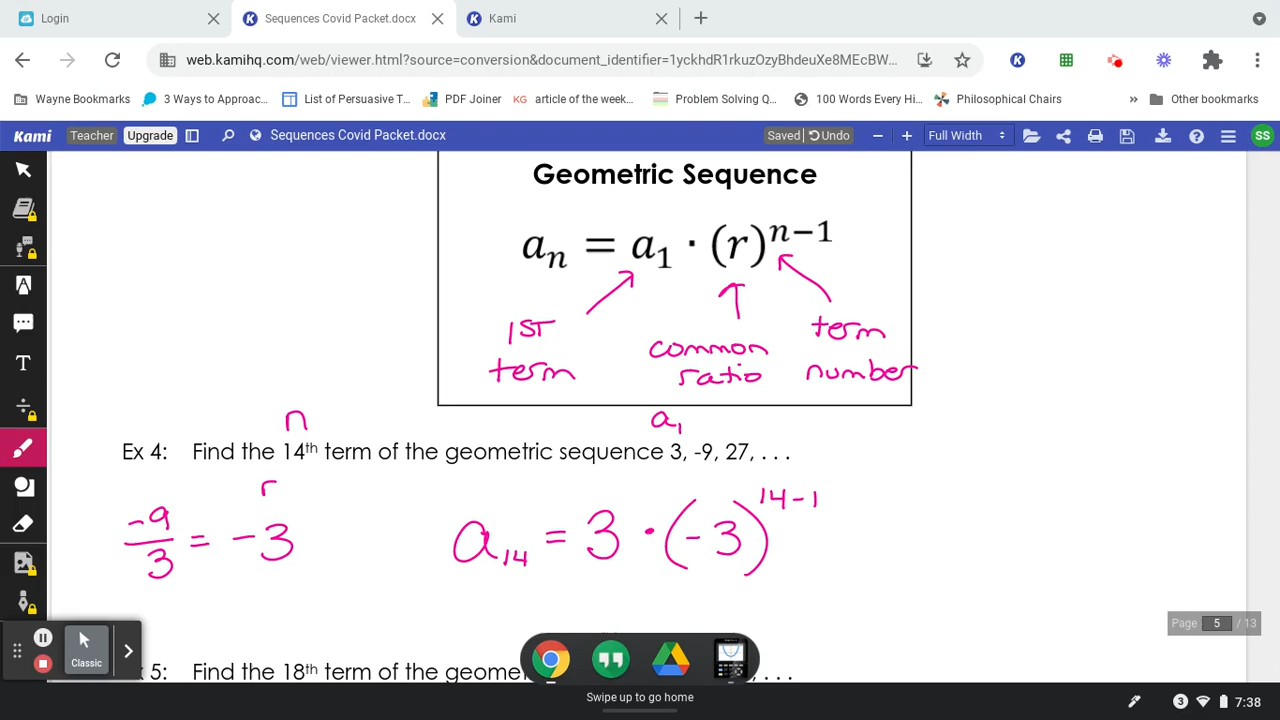 Login
Sequences Covid Packet.docx
Kami
web.kamihq.com/web/viewer.html?source=conversion&document_identifier=1yckhdR1rkuzOzyBhdeuXe8MEcBW...
Wayne Bookmarks
3 Ways to Approac...
List of Persuasive T...
PDF Joiner
KG article of the week...
Problem Solving Q...
100 Words Every Hi...
Philosophical Chairs
» Other bookmarks
Kami Teacher Upgrade Sequences Covid Packet.docx Saved Undo Full Width SS
Geometric Sequence
aₙ = a₁ · (r)ⁿ⁻¹
1ST term
common ratio
term number
n
a₁
Ex 4: Find the 14th term of the geometric sequence 3, -9, 27, . . .
r
-9/3 = -3
a₁₄ = 3 · (-3)¹⁴⁻¹
Page 5 / 13
Classic
5: Find the 18th term of the geomet
, . . .
Swipe up to go home
3 7:38